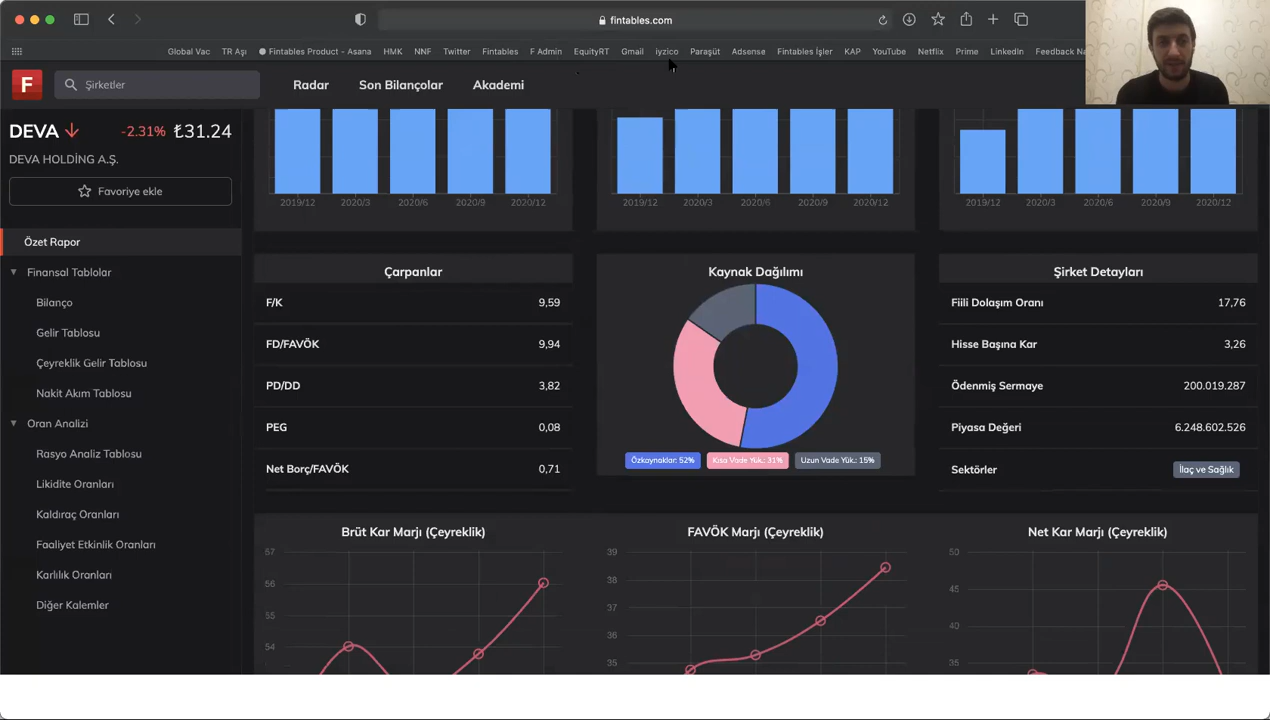 fintables.com
Global Vac TR Aşı Fintables Product - Asana HMK NNF Twitter Fintables F Admin EquityRT Gmail iyzico Paraşüt Adsense Fintables İşler KAP YouTube Netflix Prime LinkedIn Feedback
F Şirketler Radar Son Bilançolar Akademi
DEVA -2.31% ₺31.24
DEVA HOLDİNG A.Ş.
Favoriye ekle
Özet Rapor
Finansal Tablolar
Bilanço
Gelir Tablosu
Çeyreklik Gelir Tablosu
Nakit Akım Tablosu
Oran Analizi
Rasyo Analiz Tablosu
Likidite Oranları
Kaldıraç Oranları
Faaliyet Etkinlik Oranları
Karlılık Oranları
Diğer Kalemler
2019/12 2020/3 2020/6 2020/9 2020/12
2019/12 2020/3 2020/6 2020/9 2020/12
2019/12 2020/3 2020/6 2020/9 2020/12
Çarpanlar
F/K 9,59
FD/FAVÖK 9,94
PD/DD 3,82
PEG 0,08
Net Borç/FAVÖK 0,71
Kaynak Dağılımı
Özkaynaklar: 52% Kısa Vade Yük.: 31% Uzun Vade Yük.: 15%
Şirket Detayları
Fiili Dolaşım Oranı 17,76
Hisse Başına Kar 3,26
Ödenmiş Sermaye 200.019.287
Piyasa Değeri 6.248.602.526
Sektörler İlaç ve Sağlık
Brüt Kar Marjı (Çeyreklik)
57
56
55
54
FAVÖK Marjı (Çeyreklik)
39
38
37
36
35
Net Kar Marjı (Çeyreklik)
50
45
40
35